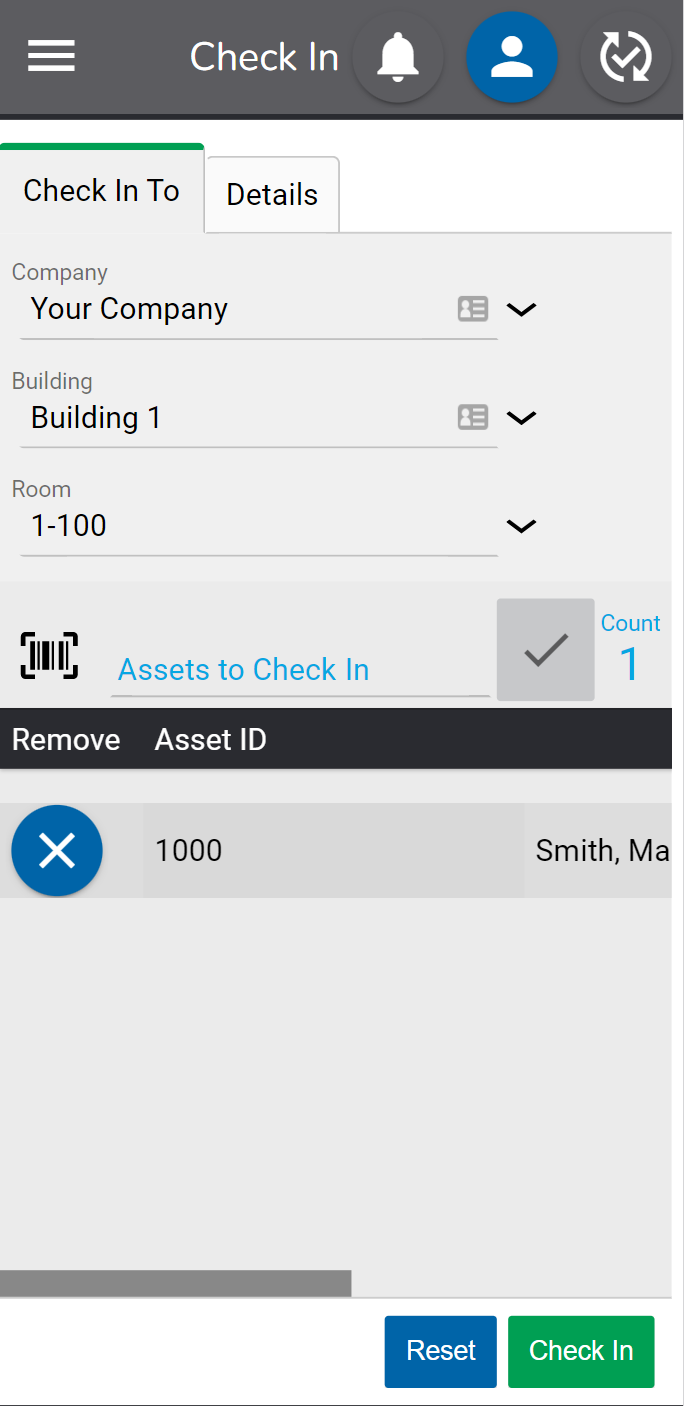 Check In
Check In To
Details
Company
Your Company
Building
Building 1
Room
1-100
Assets to Check In
Count
1
Remove Asset ID
1000 Smith, Ma
Reset Check In